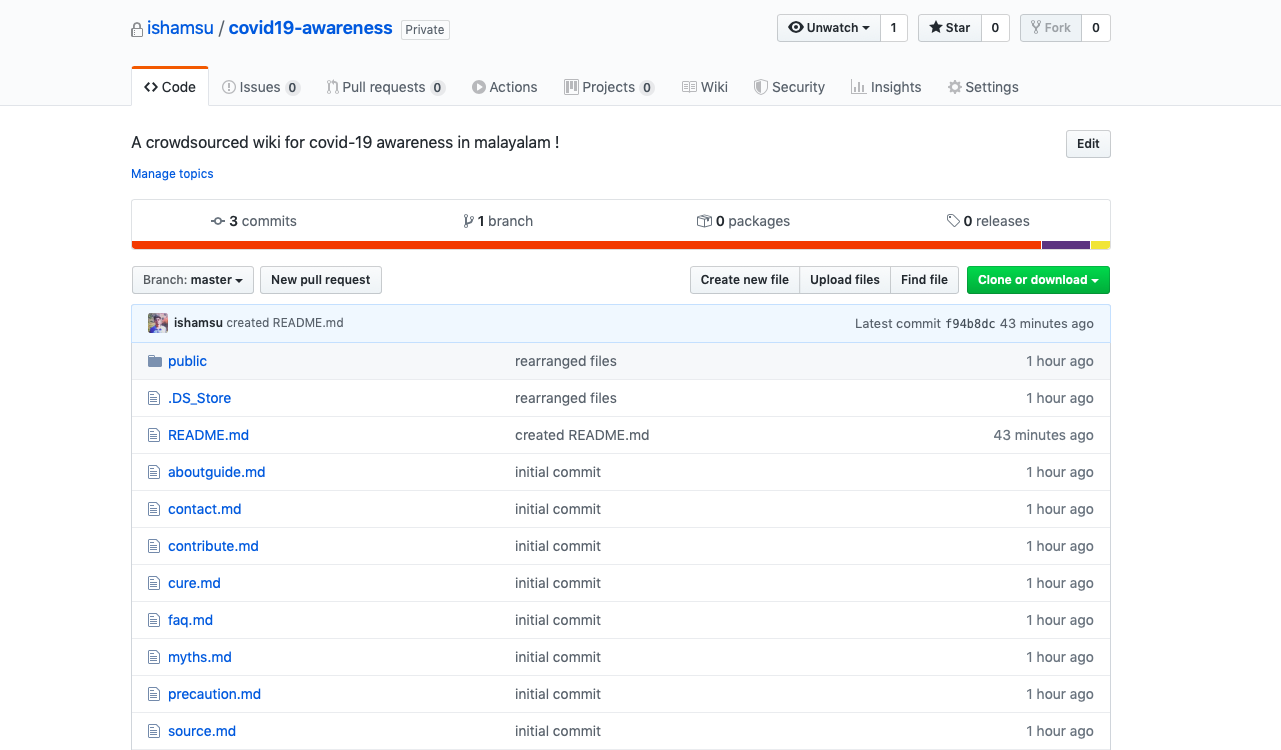 ishamsu / covid19-awareness Private
Unwatch 1 Star 0 Fork 0
Code Issues 0 Pull requests 0 Actions Projects 0 Wiki Security Insights Settings
A crowdsourced wiki for covid-19 awareness in malayalam !
Edit
Manage topics
3 commits 1 branch 0 packages 0 releases
Branch: master New pull request Create new file Upload files Find file Clone or download
ishamsu created README.md Latest commit f94b8dc 43 minutes ago
public rearranged files 1 hour ago
.DS_Store rearranged files 1 hour ago
README.md created README.md 43 minutes ago
aboutguide.md initial commit 1 hour ago
contact.md initial commit 1 hour ago
contribute.md initial commit 1 hour ago
cure.md initial commit 1 hour ago
faq.md initial commit 1 hour ago
myths.md initial commit 1 hour ago
precaution.md initial commit 1 hour ago
source.md initial commit 1 hour ago